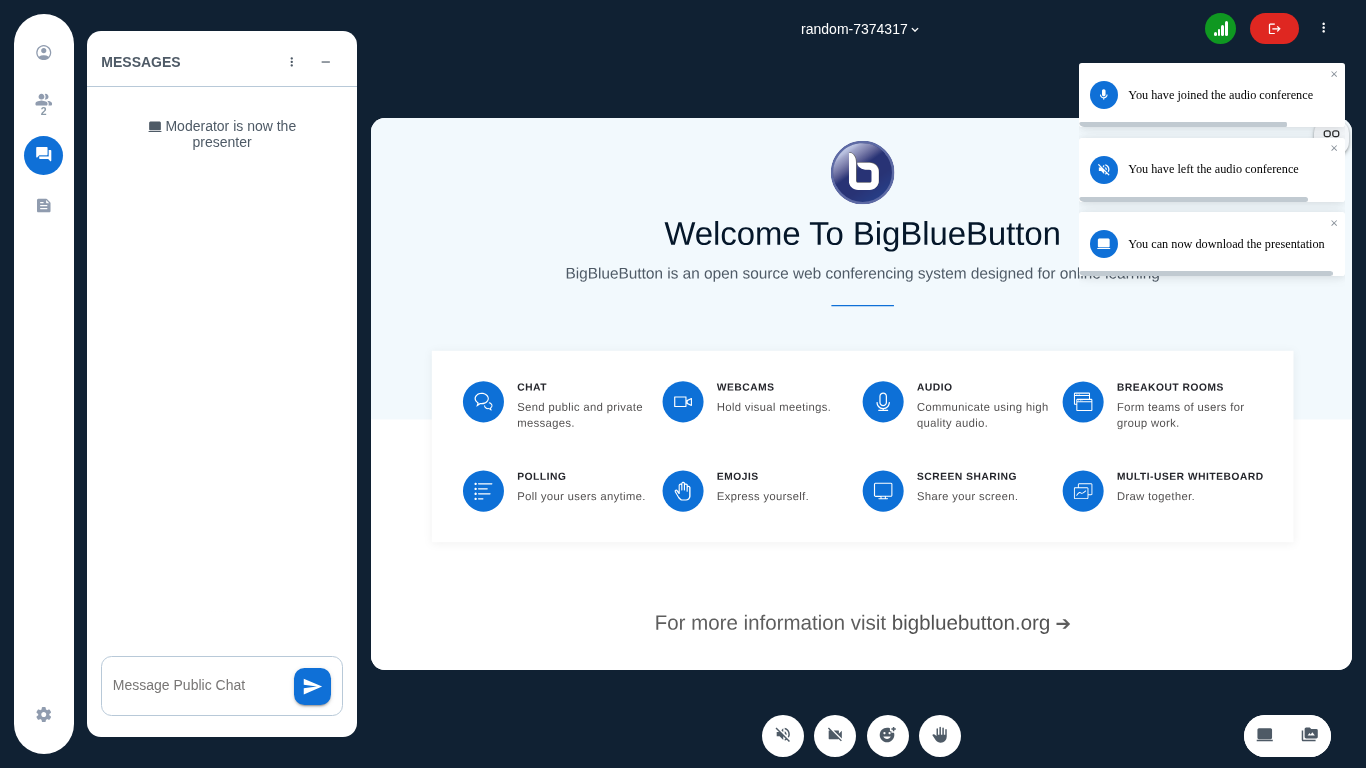 random-7374317
2
MESSAGES
Moderator is now the
presenter
Message Public Chat
You have joined the audio conference
You have left the audio conference
You can now download the presentation
Welcome To BigBlueButton
BigBlueButton is an open source web conferencing system designed for online learning
CHAT
Send public and private
messages.
WEBCAMS
Hold visual meetings.
AUDIO
Communicate using high
quality audio.
BREAKOUT ROOMS
Form teams of users for
group work.
POLLING
Poll your users anytime.
EMOJIS
Express yourself.
SCREEN SHARING
Share your screen.
MULTI-USER WHITEBOARD
Draw together.
For more information visit bigbluebutton.org ➔